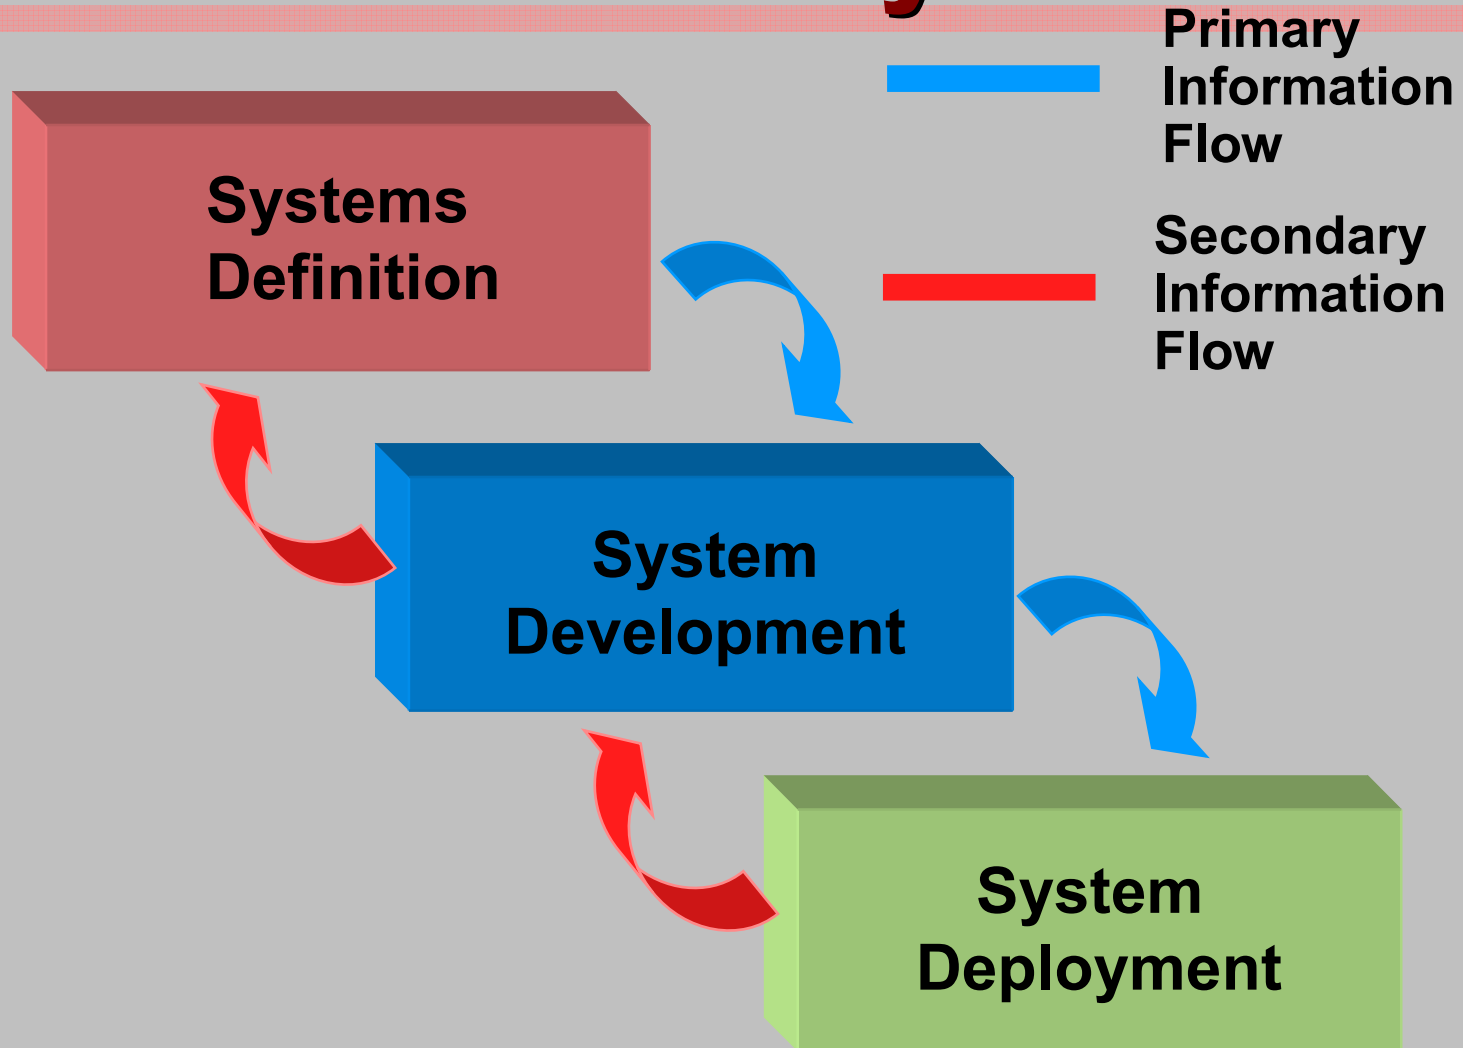 Primary
Information
Flow
Secondary
Information
Flow
Systems
Definition
System
Development
System
Deployment